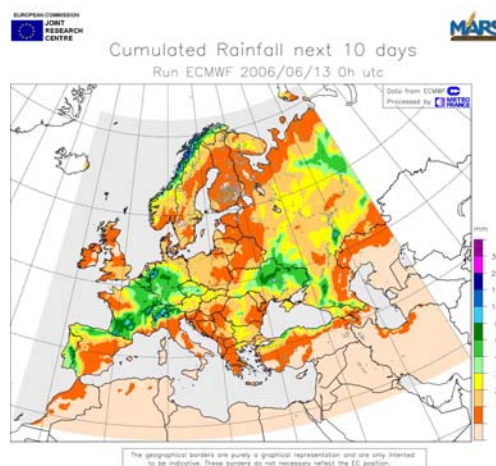 EUROPEAN COMMISSION
JOINT
RESEARCH
CENTRE
MARS
Cumulated Rainfall next 10 days
Run ECMWF 2006/06/13 0h utc
Data from ECMWF
Processed by METEO
FRANCE
The geographical borders are purely a graphical representation and are only intented
to be indicative. These borders do not necessary reflect the EC position.